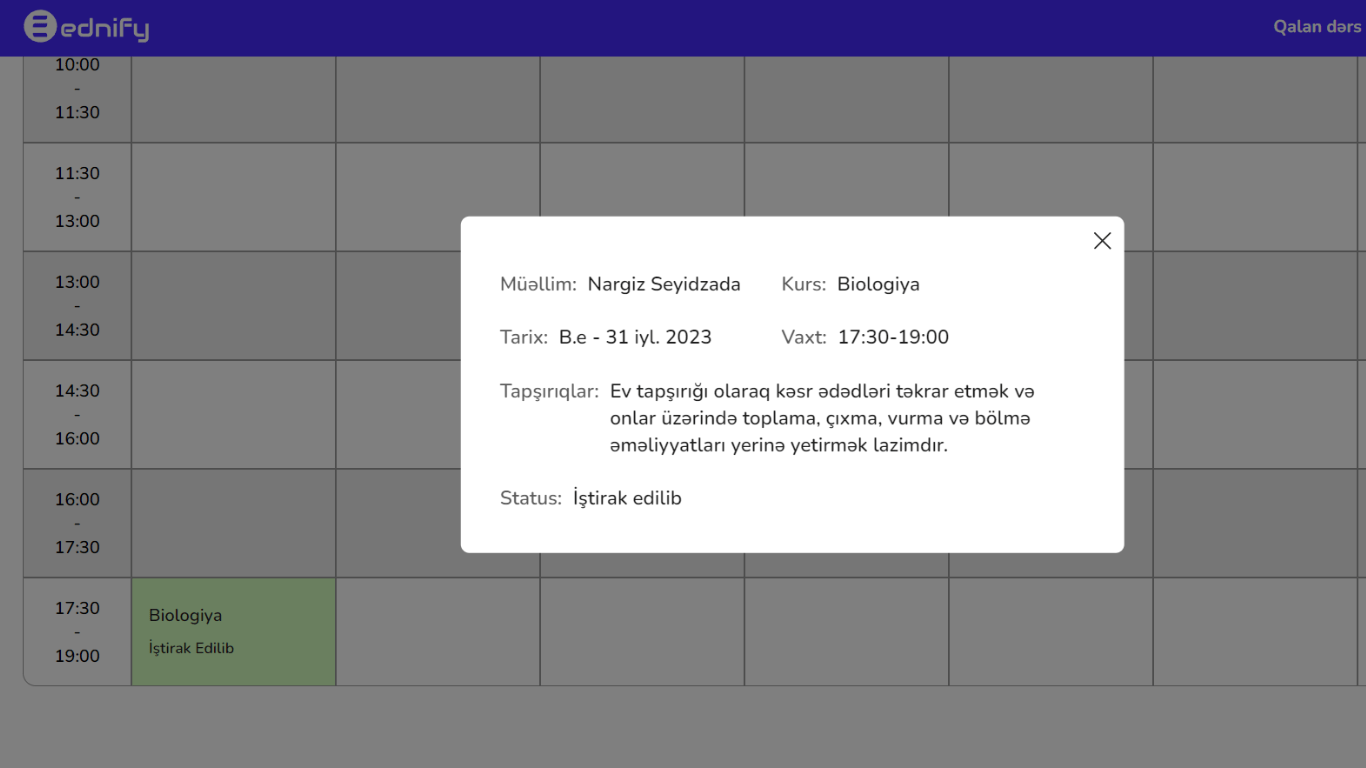 ednify
Qalan dərs
10:00
-
11:30
11:30
-
13:00
13:00
-
14:30
14:30
-
16:00
16:00
-
17:30
17:30
-
19:00
Biologiya
İştirak Edilib
Müəllim: Nargiz Seyidzada Kurs: Biologiya
Tarix: B.e - 31 iyl. 2023 Vaxt: 17:30-19:00
Tapşırıqlar: Ev tapşırığı olaraq kəsr ədədləri təkrar etmək və
onlar üzərində toplama, çıxma, vurma və bölmə
əməliyyatları yerinə yetirmək lazimdır.
Status: İştirak edilib